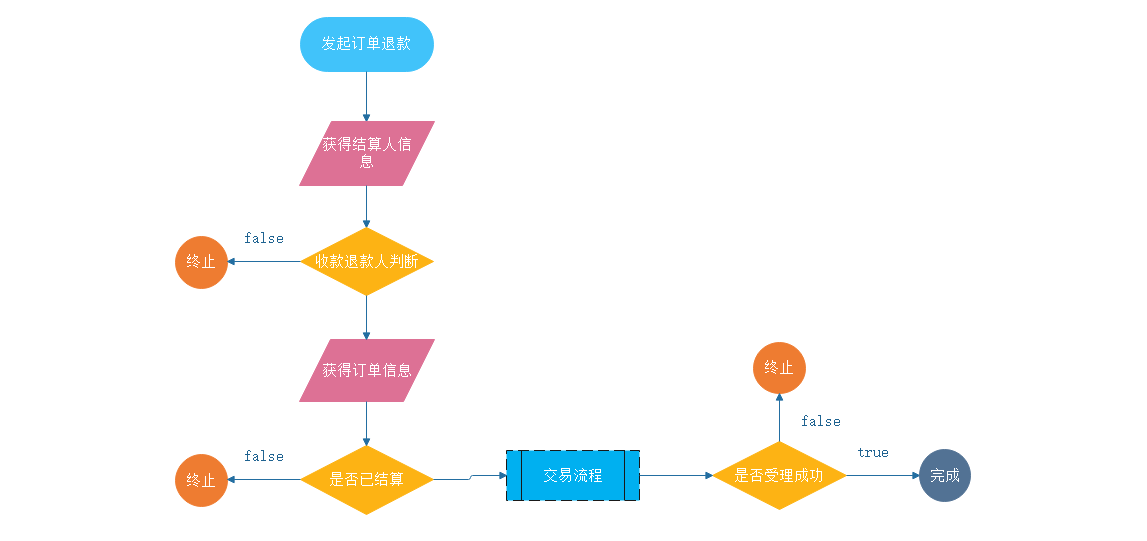 发起订单退款
获得结算人信
息
false
终止
收款退款人判断
获得订单信息
终止
false
false
true
终止
是否已结算
交易流程
是否受理成功
完成